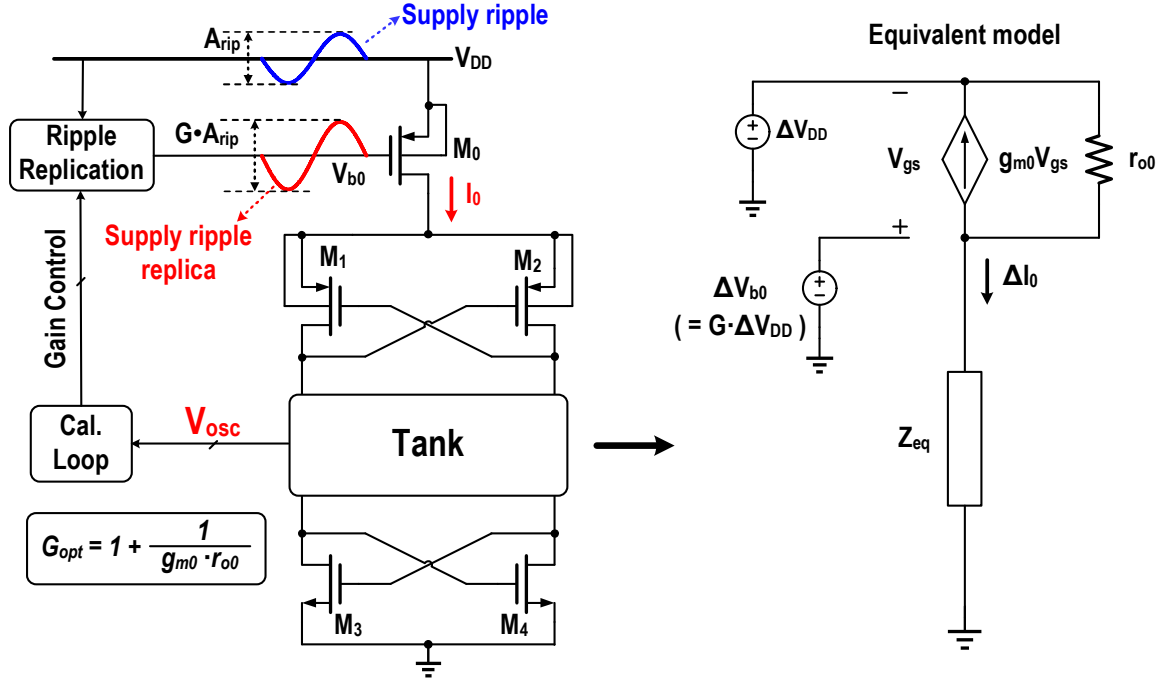 Supply ripple
A_rip
V_DD
Ripple
Replication
G•A_rip
V_b0
M_0
I_0
Supply ripple
replica
Gain Control
M_1
M_2
Cal.
Loop
V_osc
Tank
G_opt = 1 + 1 / (g_m0 · r_o0)
M_3
M_4
Equivalent model
−
+
−
ΔV_DD
V_gs
g_m0V_gs
r_o0
+
+
−
ΔV_b0
( = G·ΔV_DD )
ΔI_0
Z_eq